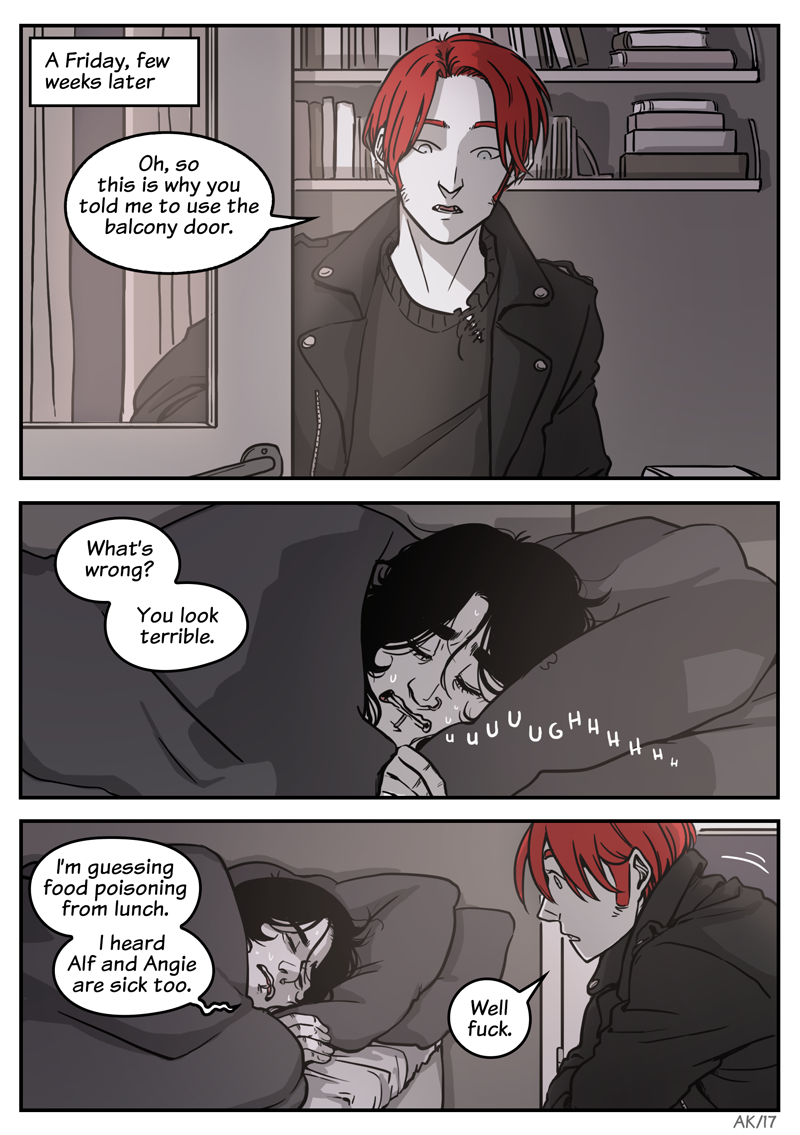 A Friday, few
weeks later
Oh, so
this is why you
told me to use the
balcony door.
What's
wrong?
You look
terrible.
uUUUUGHHHHHHH
I'm guessing
food poisoning
from lunch.
I heard
Alf and Angie
are sick too.
Well
fuck.
AK/17